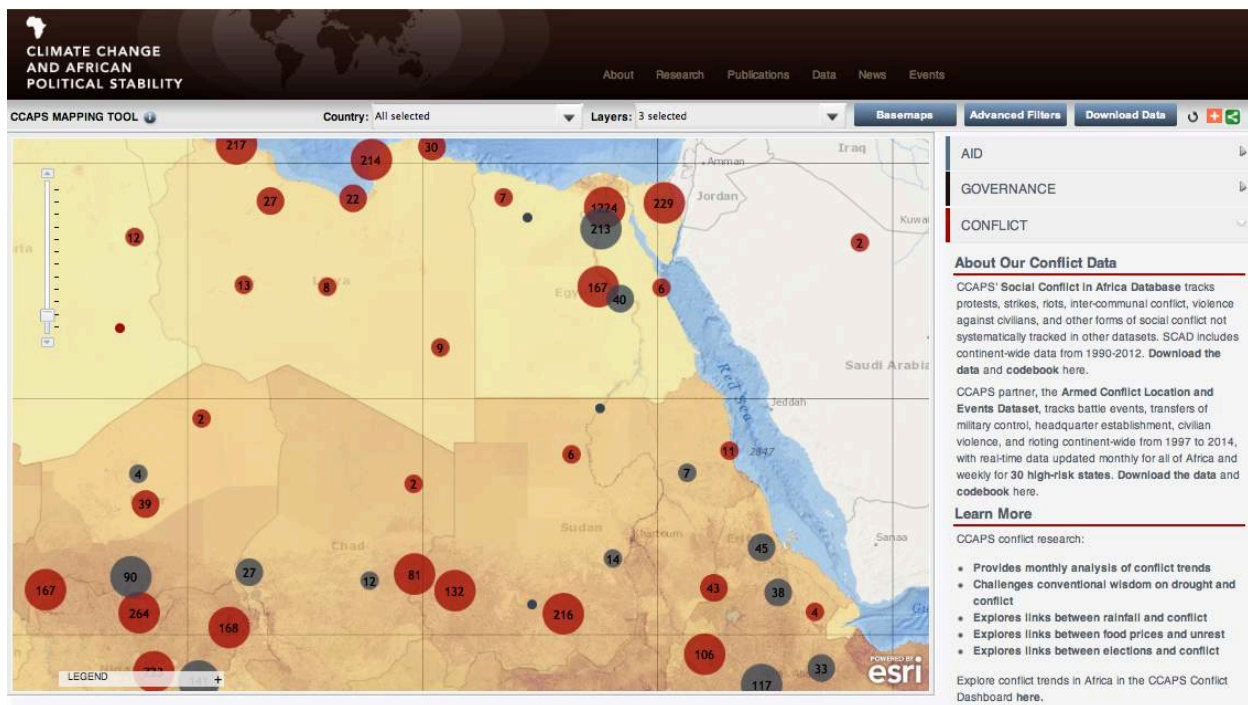 CLIMATE CHANGE
AND AFRICAN
POLITICAL STABILITY
About Research Publications Data News Events
CCAPS MAPPING TOOL
Country: All selected
Layers: 3 selected
Basemaps
Advanced Filters
Download Data
217
214
30
27
22
7
1224
213
229
Amman
Iraq
Jordan
12
2
13
Libya
8
167
40
6
9
Saudi Arabia
Red Sea
Jeddah
2
4
39
2
6
7
11
2847
Sudan
Khartoum
Sanaa
Chad
90
27
12
81
132
14
45
43
38
4
167
264
168
216
106
33
117
141
LEGEND +
POWERED BY
esri
AID
GOVERNANCE
CONFLICT
About Our Conflict Data
CCAPS' Social Conflict in Africa Database tracks
protests, strikes, riots, inter-communal conflict, violence
against civilians, and other forms of social conflict not
systematically tracked in other datasets. SCAD includes
continent-wide data from 1990-2012. Download the
data and codebook here.
CCAPS partner, the Armed Conflict Location and
Events Dataset, tracks battle events, transfers of
military control, headquarter establishment, civilian
violence, and rioting continent-wide from 1997 to 2014,
with real-time data updated monthly for all of Africa and
weekly for 30 high-risk states. Download the data and
codebook here.
Learn More
CCAPS conflict research:
• Provides monthly analysis of conflict trends
• Challenges conventional wisdom on drought and
conflict
• Explores links between rainfall and conflict
• Explores links between food prices and unrest
• Explores links between elections and conflict
Explore conflict trends in Africa in the CCAPS Conflict
Dashboard here.